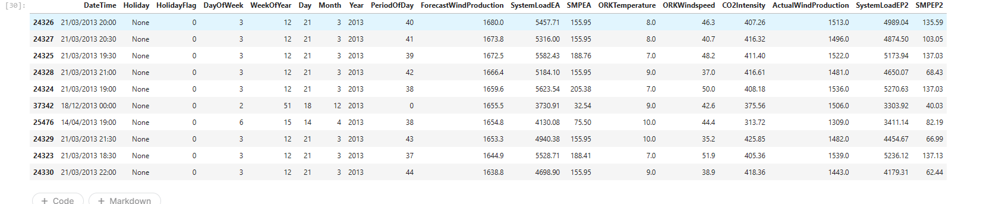 [30]: DateTime Holiday HolidayFlag DayOfWeek WeekOfYear Day Month Year PeriodOfDay ForecastWindProduction SystemLoadEA SMPEA ORKTemperature ORKWindspeed CO2Intensity ActualWindProduction SystemLoadEP2 SMPEP2
24326 21/03/2013 20:00 None 0 3 12 21 3 2013 40 1680.0 5457.71 155.95 8.0 46.3 407.26 1513.0 4989.04 135.59
24327 21/03/2013 20:30 None 0 3 12 21 3 2013 41 1673.8 5316.00 155.95 8.0 40.7 416.32 1496.0 4874.50 103.05
24325 21/03/2013 19:30 None 0 3 12 21 3 2013 39 1672.5 5582.43 188.76 7.0 48.2 411.40 1522.0 5173.94 137.03
24328 21/03/2013 21:00 None 0 3 12 21 3 2013 42 1666.4 5184.10 155.95 9.0 37.0 416.61 1481.0 4650.07 68.43
24324 21/03/2013 19:00 None 0 3 12 21 3 2013 38 1659.6 5623.54 205.38 7.0 50.0 408.18 1536.0 5270.63 137.03
37342 18/12/2013 00:00 None 0 2 51 18 12 2013 0 1655.5 3730.91 32.54 9.0 42.6 375.56 1506.0 3303.92 40.03
25476 14/04/2013 19:00 None 0 6 15 14 4 2013 38 1654.8 4130.08 75.50 10.0 44.4 313.72 1309.0 3411.14 82.19
24329 21/03/2013 21:30 None 0 3 12 21 3 2013 43 1653.3 4940.38 155.95 10.0 35.2 425.85 1482.0 4454.67 66.99
24323 21/03/2013 18:30 None 0 3 12 21 3 2013 37 1644.9 5528.71 188.41 7.0 51.9 405.36 1539.0 5236.12 137.13
24330 21/03/2013 22:00 None 0 3 12 21 3 2013 44 1638.8 4698.90 155.95 9.0 38.9 418.36 1443.0 4179.31 62.44
+ Code + Markdown